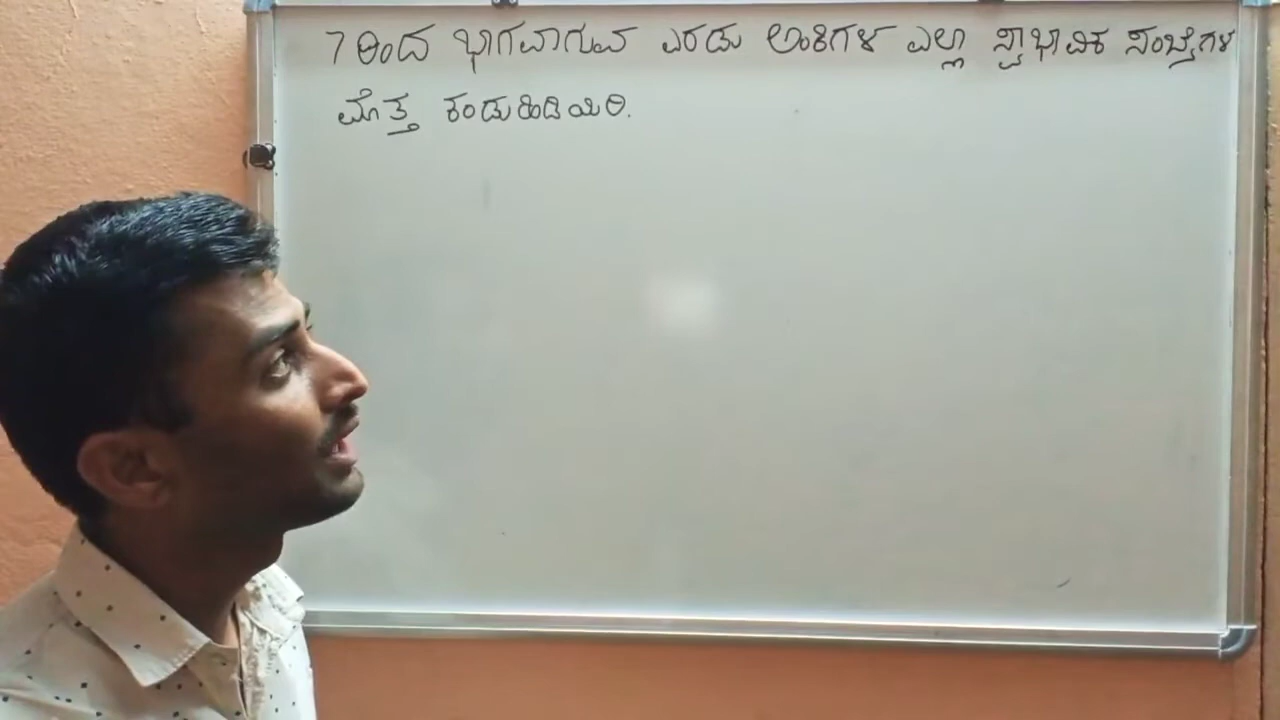 7 ರಿಂದ ಭಾಗವಾಗುವ ಎರಡು ಅಂಕಿಗಳ ಎಲ್ಲಾ ಸ್ವಾಭಾವಿಕ ಸಂಖ್ಯೆಗಳ
ಮೊತ್ತ ಕಂಡುಹಿಡಿಯಿರಿ.